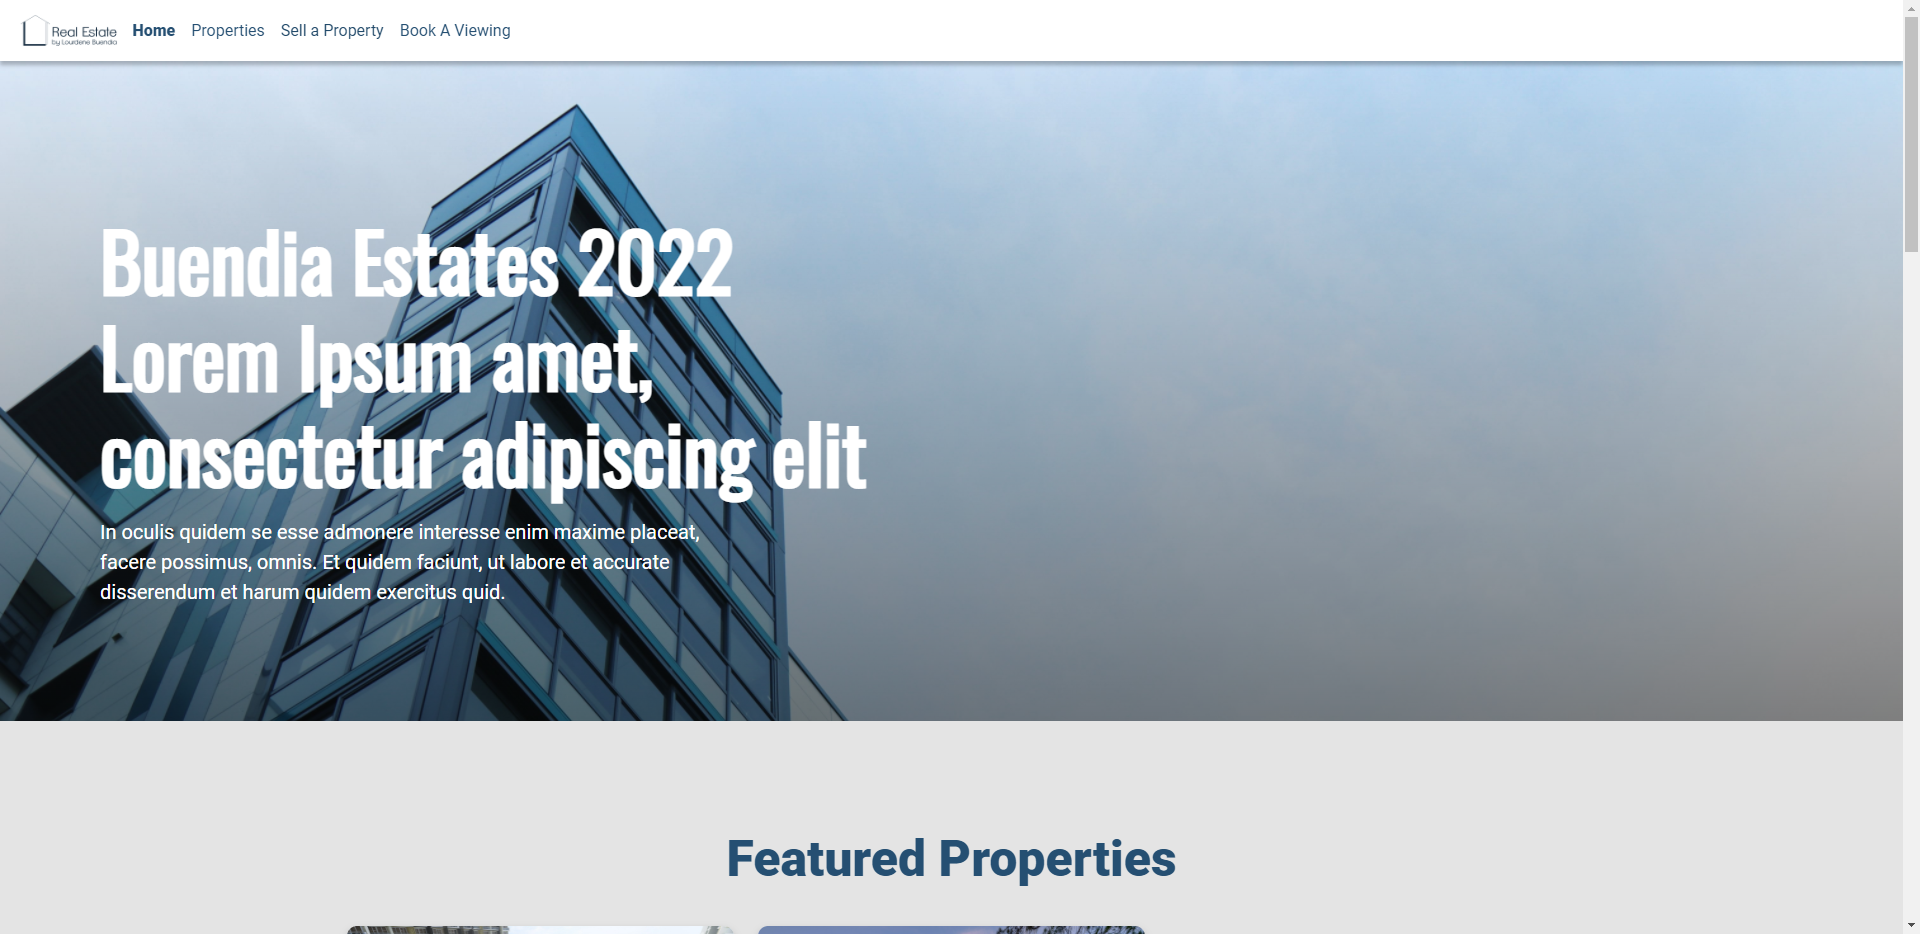 Real Estate
by Lourdene Buendia
Home Properties Sell a Property Book A Viewing
Buendia Estates 2022
Lorem Ipsum amet,
consectetur adipiscing elit
In oculis quidem se esse admonere interesse enim maxime placeat,
facere possimus, omnis. Et quidem faciunt, ut labore et accurate
disserendum et harum quidem exercitus quid.
Featured Properties